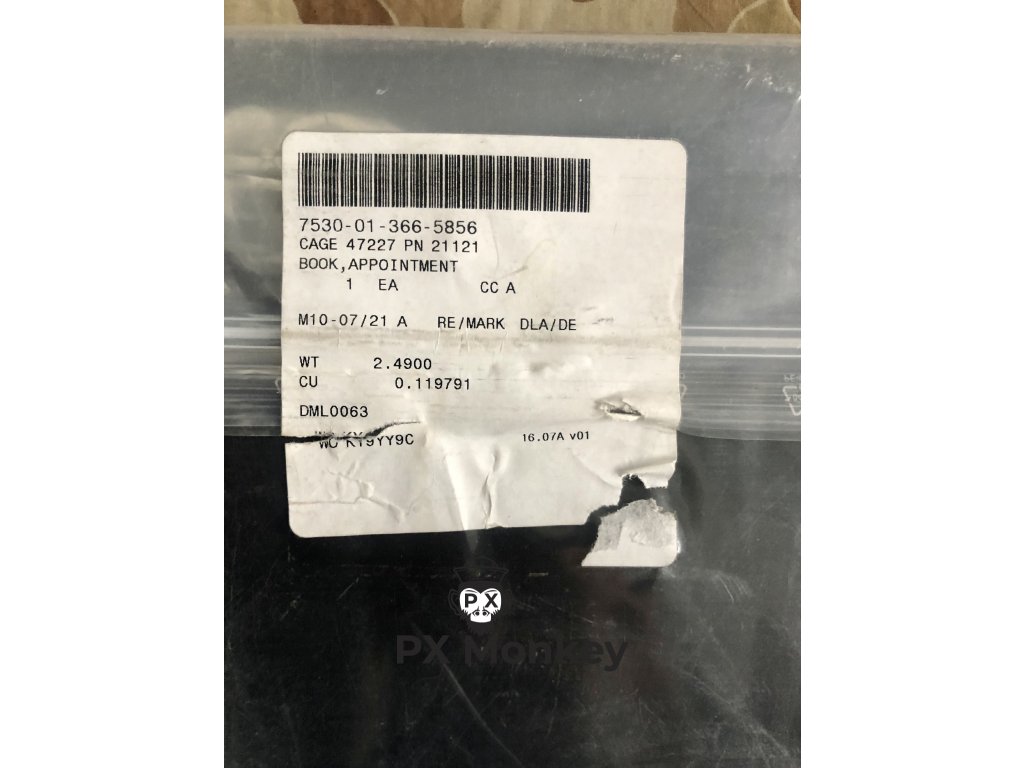 7530-01-366-5856
CAGE 47227 PN 21121
BOOK,APPOINTMENT
1 EA CC A
M10-07/21 A RE/MARK DLA/DE
WT 2.4900
CU 0.119791
DML0063
16.07A v01
PX
PX Monkey